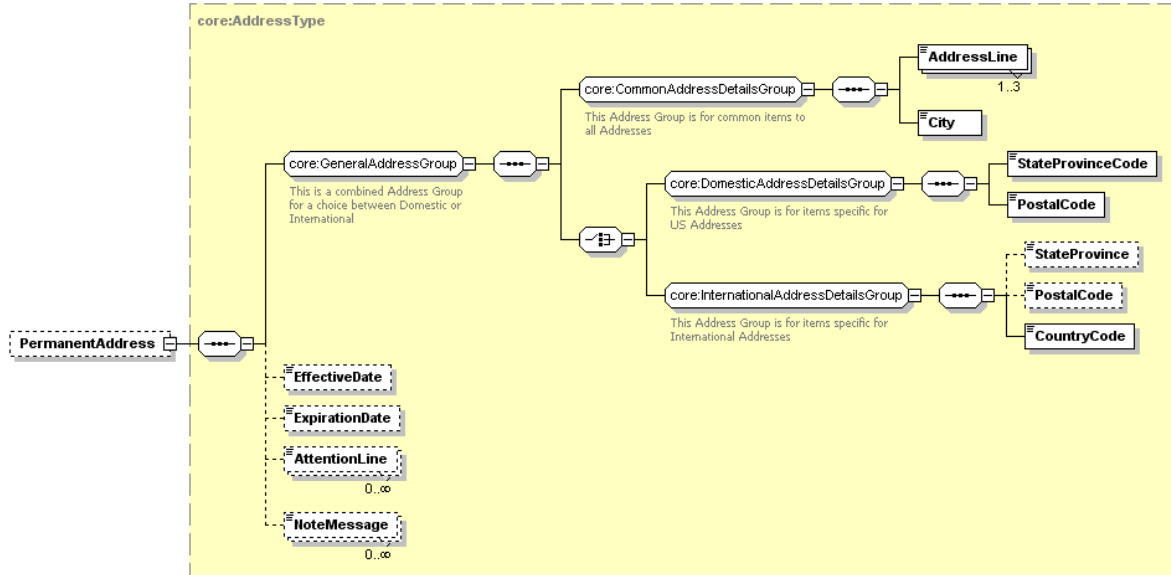 core:AddressType
AddressLine
1..3
core:CommonAddressDetailsGroup
This Address Group is for common items to
all Addresses
City
core:GeneralAddressGroup
This is a combined Address Group
for a choice between Domestic or
International
StateProvinceCode
core:DomesticAddressDetailsGroup
This Address Group is for items specific for
US Addresses
PostalCode
StateProvince
core:InternationalAddressDetailsGroup
This Address Group is for items specific for
International Addresses
PostalCode
CountryCode
PermanentAddress
EffectiveDate
ExpirationDate
AttentionLine
0..∞
NoteMessage
0..∞